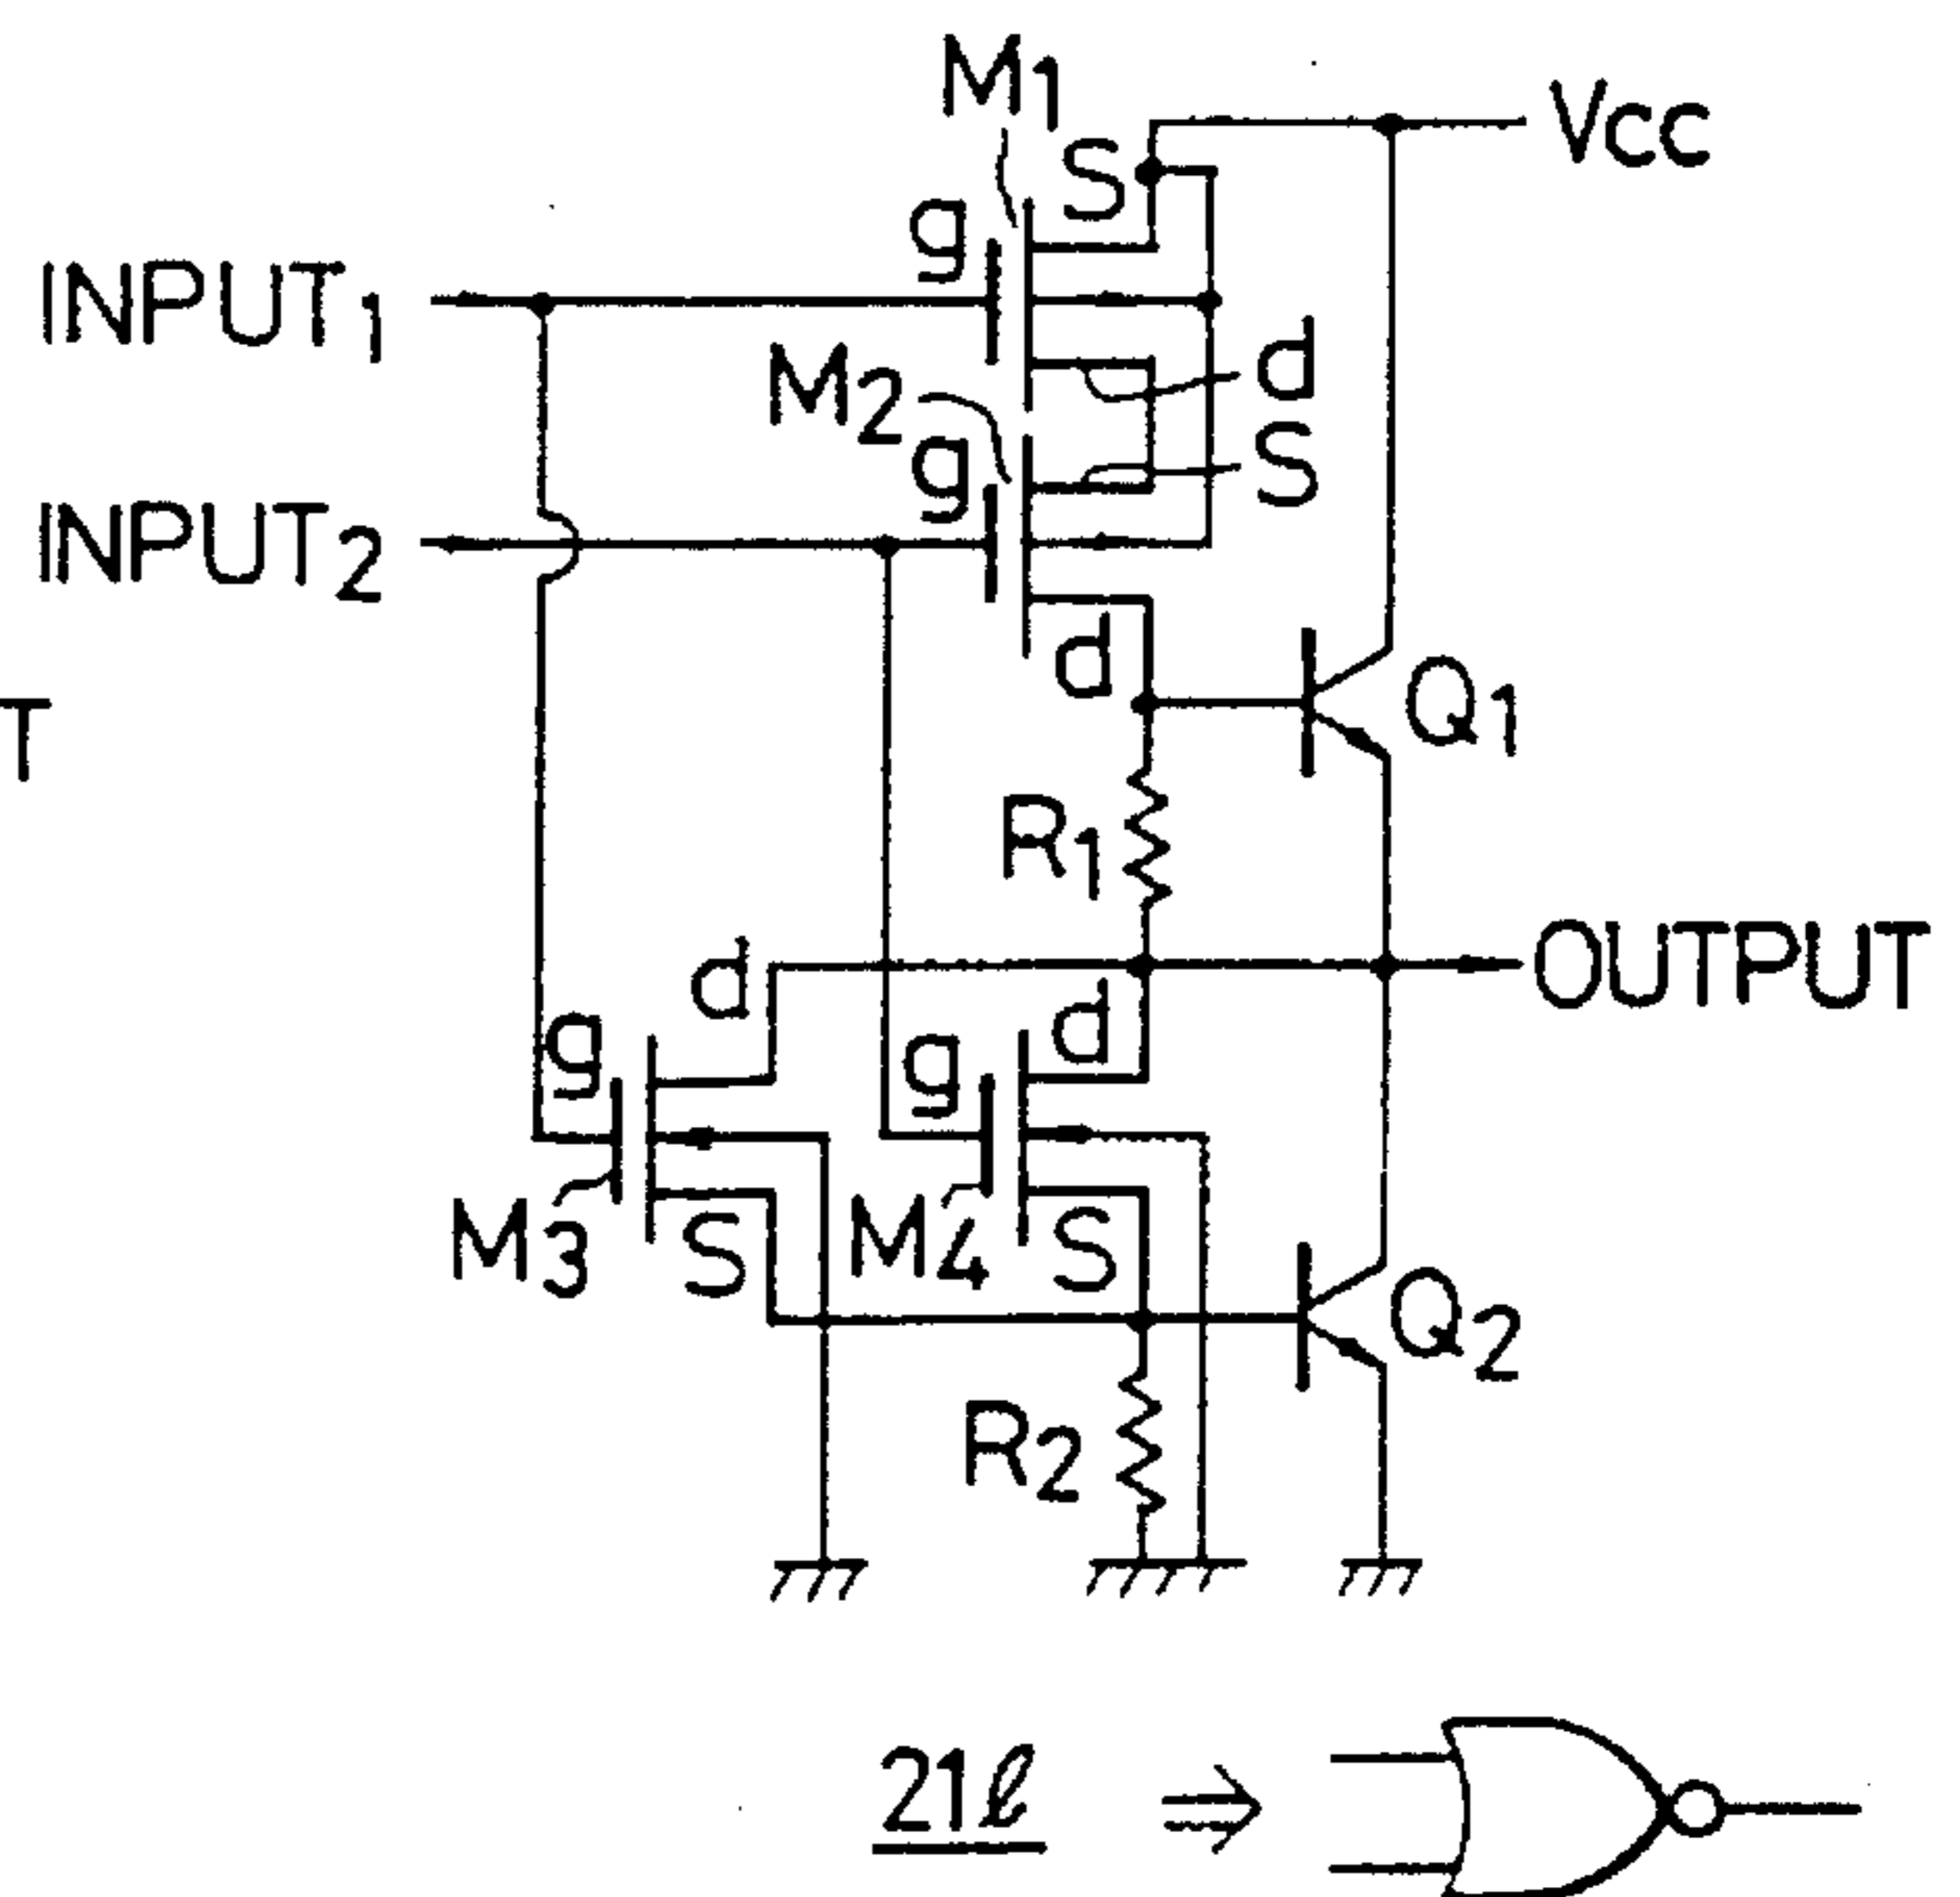 M1
VCC
S
g
INPUT1
d
M2
g
S
INPUT2
d
Q1
T
R1
OUTPUT
d
d
g
g
M3
S
M4
S
Q2
R2
21ℓ